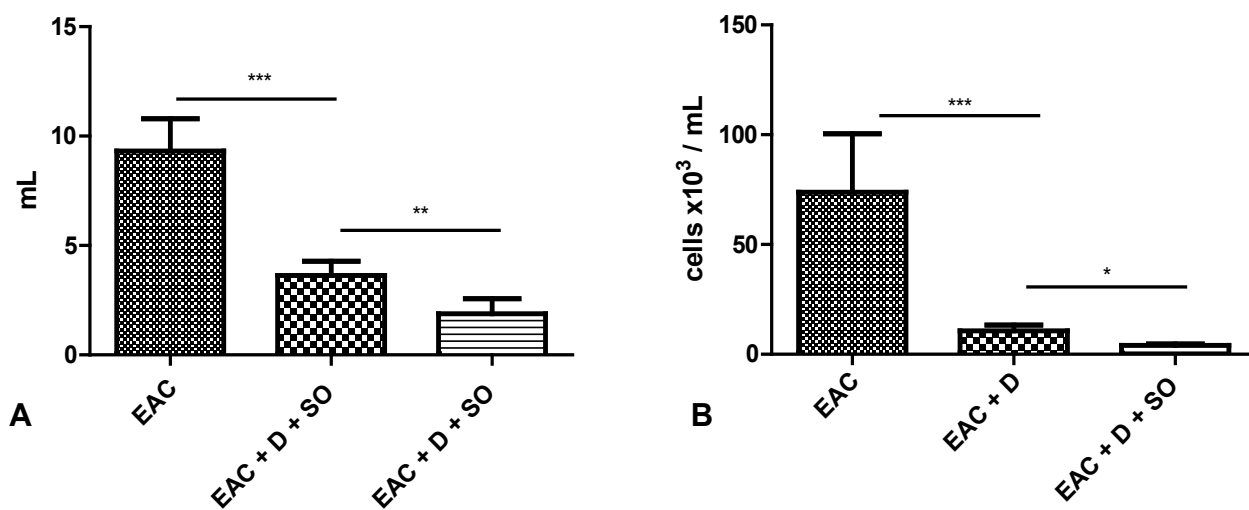 15
10
5
0
mL
***
**
EAC
EAC + D + SO
EAC + D + SO
A
150
100
50
0
cells x10³ / mL
***
*
EAC
EAC + D
EAC + D + SO
B